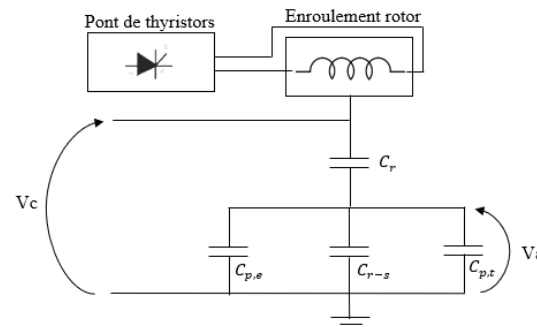 Pont de thyristors
Enroulement rotor
C_r
Vc
C_{p,e}
C_{r-s}
C_{p,t}